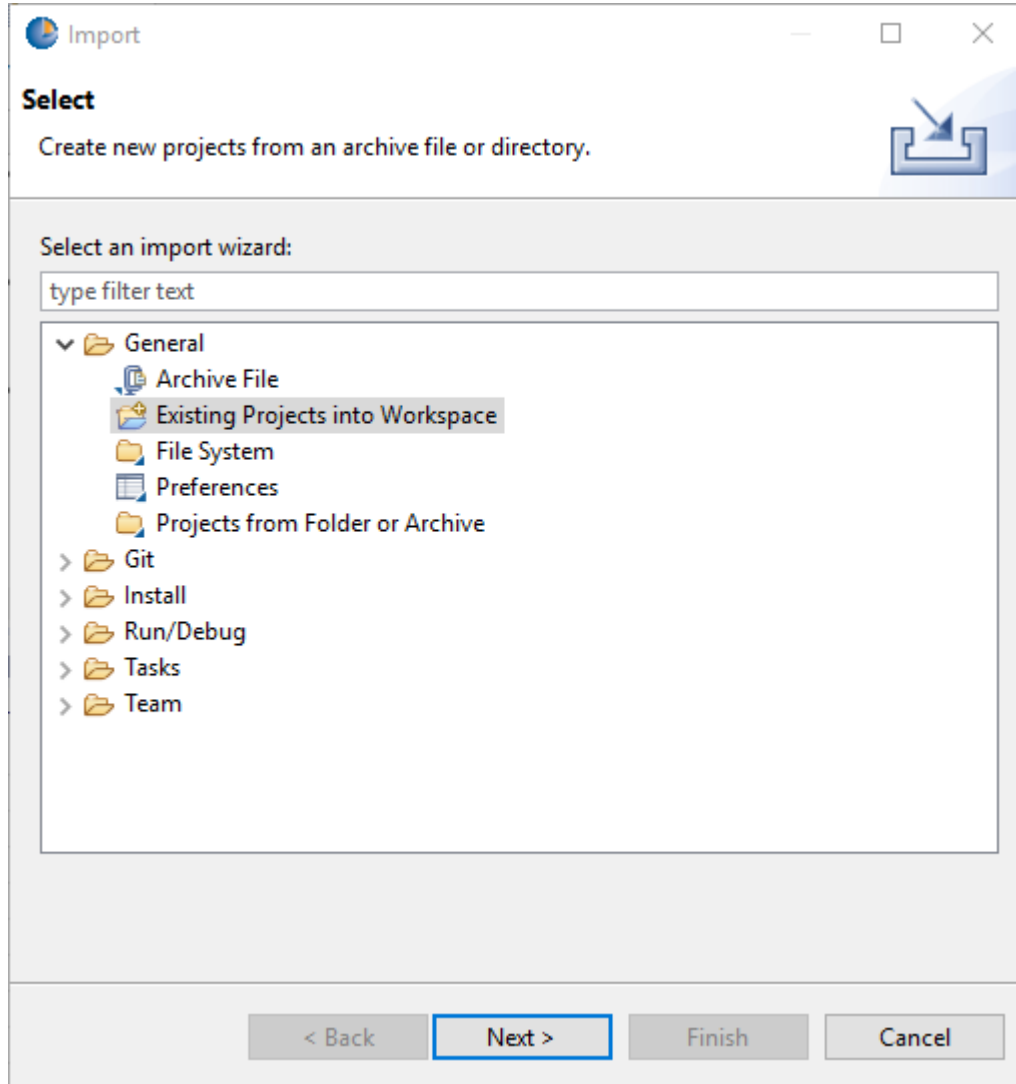 Import
Select
Create new projects from an archive file or directory.
Select an import wizard:
type filter text
General
Archive File
Existing Projects into Workspace
File System
Preferences
Projects from Folder or Archive
Git
Install
Run/Debug
Tasks
Team
< Back Next > Finish Cancel